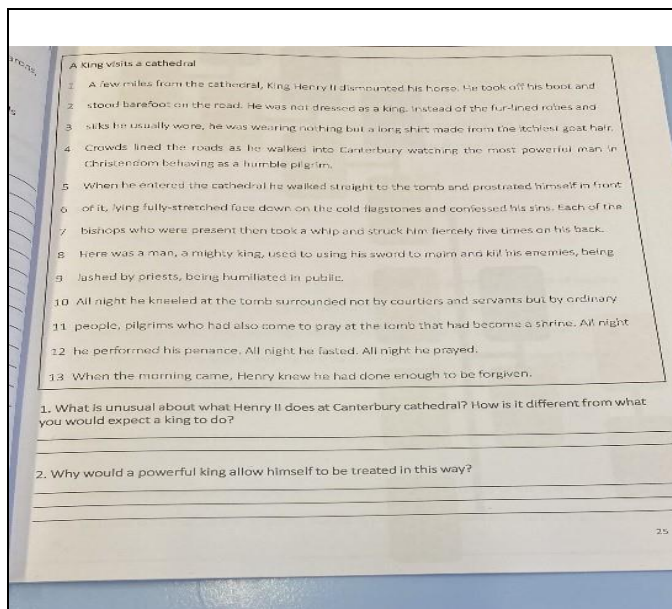 arons,
A King visits a cathedral
1 A few miles from the cathedral, King Henry II dismounted his horse. He took off his boot and
2 stood barefoot on the road. He was not dressed as a king. Instead of the fur-lined robes and
3 silks he usually wore, he was wearing nothing but a long shirt made from the itchiest goat hair.
4 Crowds lined the roads as he walked into Canterbury watching the most powerful man in
Christendom behaving as a humble pilgrim.
5 When he entered the cathedral he walked straight to the tomb and prostrated himself in front
6 of it, lying fully-stretched face down on the cold flagstones and confessed his sins. Each of the
7 bishops who were present then took a whip and struck him fiercely five times on his back.
8 Here was a man, a mighty king, used to using his sword to maim and kill his enemies, being
9 lashed by priests, being humiliated in public.
10 All night he kneeled at the tomb surrounded not by courtiers and servants but by ordinary
11 people, pilgrims who had also come to pray at the tomb that had become a shrine. All night
12 he performed his penance. All night he fasted. All night he prayed.
13 When the morning came, Henry knew he had done enough to be forgiven.
1. What is unusual about what Henry II does at Canterbury cathedral? How is it different from what
you would expect a king to do?
2. Why would a powerful king allow himself to be treated in this way?
25